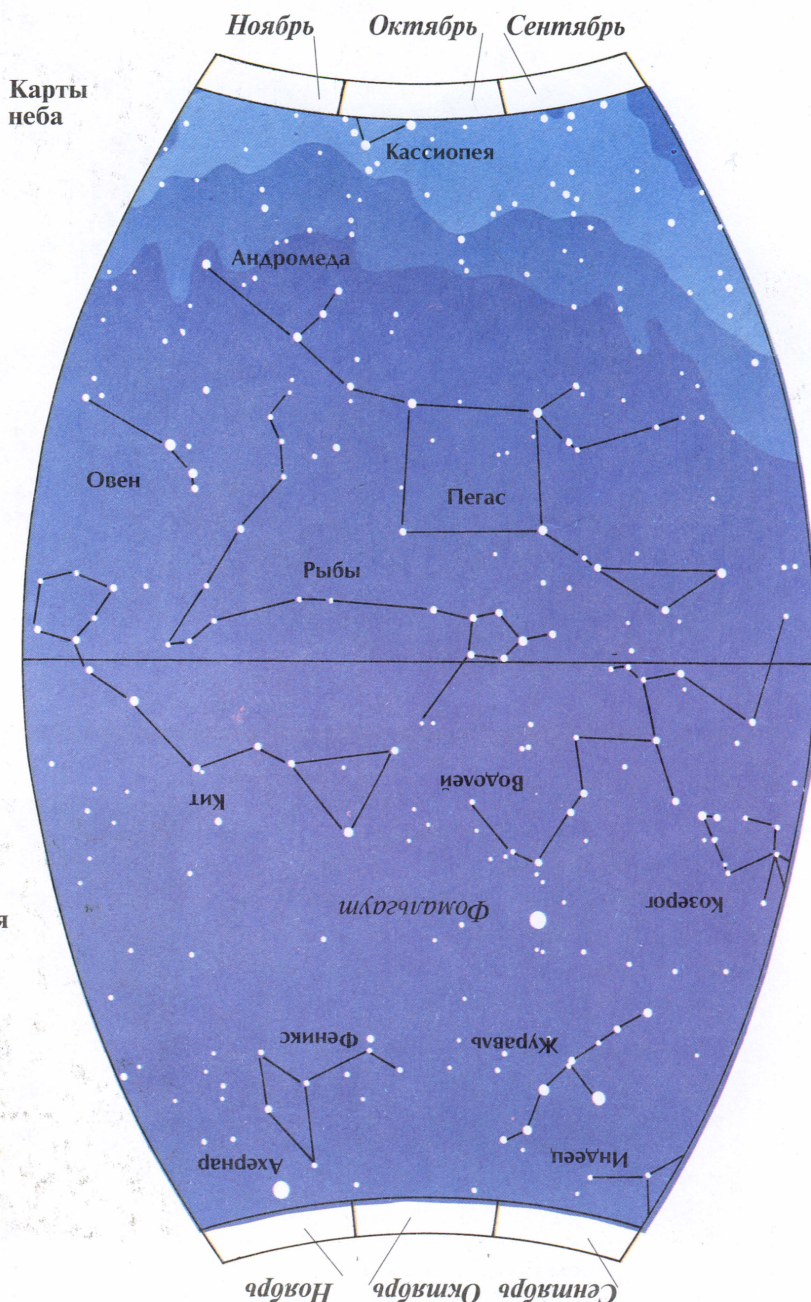 Ноябрь Октябрь Сентябрь
Карты
неба
Кассиопея
Андромеда
Овен
Пегас
Рыбы
Кит
Водолей
Козерог
я
Фомальгаут
Феникс
Журавль
Ахернар
Индеец
Ноябрь Октябрь Сентябрь